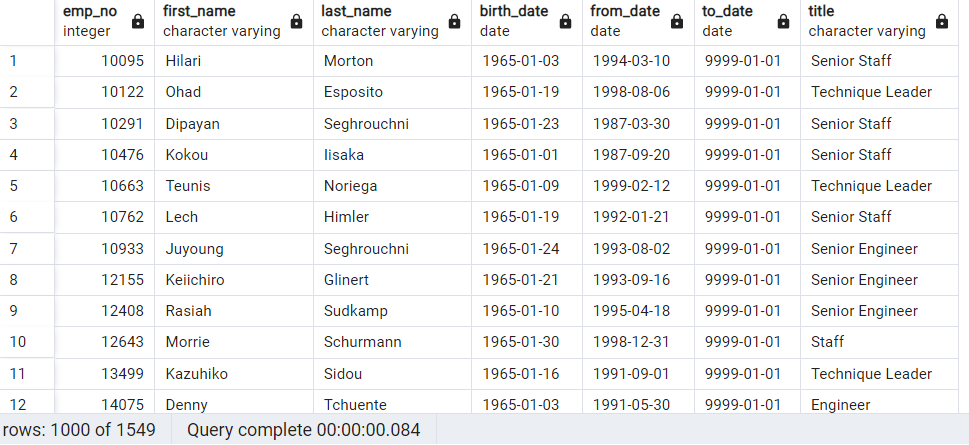 emp_no first_name last_name birth_date from_date to_date title
integer character varying character varying date date date character varying
1 10095 Hilari Morton 1965-01-03 1994-03-10 9999-01-01 Senior Staff
2 10122 Ohad Esposito 1965-01-19 1998-08-06 9999-01-01 Technique Leader
3 10291 Dipayan Seghrouchni 1965-01-23 1987-03-30 9999-01-01 Senior Staff
4 10476 Kokou Iisaka 1965-01-01 1987-09-20 9999-01-01 Senior Staff
5 10663 Teunis Noriega 1965-01-09 1999-02-12 9999-01-01 Technique Leader
6 10762 Lech Himler 1965-01-19 1992-01-21 9999-01-01 Senior Staff
7 10933 Juyoung Seghrouchni 1965-01-24 1993-08-02 9999-01-01 Senior Engineer
8 12155 Keiichiro Glinert 1965-01-21 1993-09-16 9999-01-01 Senior Engineer
9 12408 Rasiah Sudkamp 1965-01-10 1995-04-18 9999-01-01 Senior Engineer
10 12643 Morrie Schurmann 1965-01-30 1998-12-31 9999-01-01 Staff
11 13499 Kazuhiko Sidou 1965-01-16 1991-09-01 9999-01-01 Technique Leader
12 14075 Denny Tchuente 1965-01-03 1991-05-30 9999-01-01 Engineer
rows: 1000 of 1549 Query complete 00:00:00.084